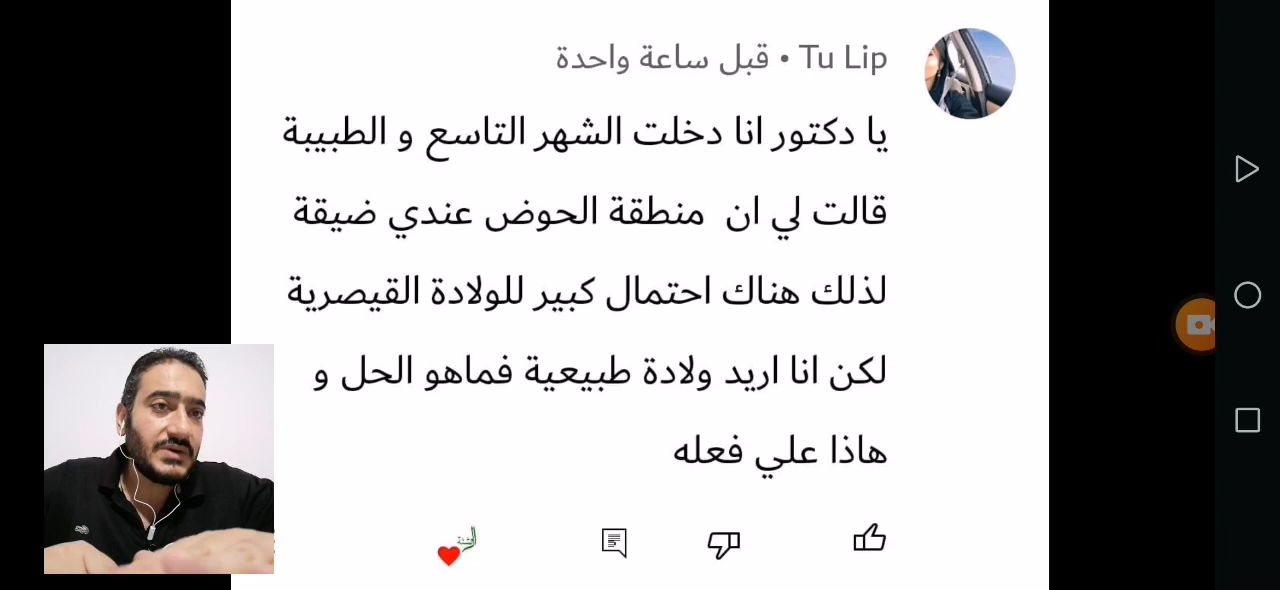 Tu Lip • قبل ساعة واحدة
يا دكتور انا دخلت الشهر التاسع و الطبيبة
قالت لي ان منطقة الحوض عندي ضيقة
لذلك هناك احتمال كبير للولادة القيصرية
لكن انا اريد ولادة طبيعية فماهو الحل و
هاذا علي فعله